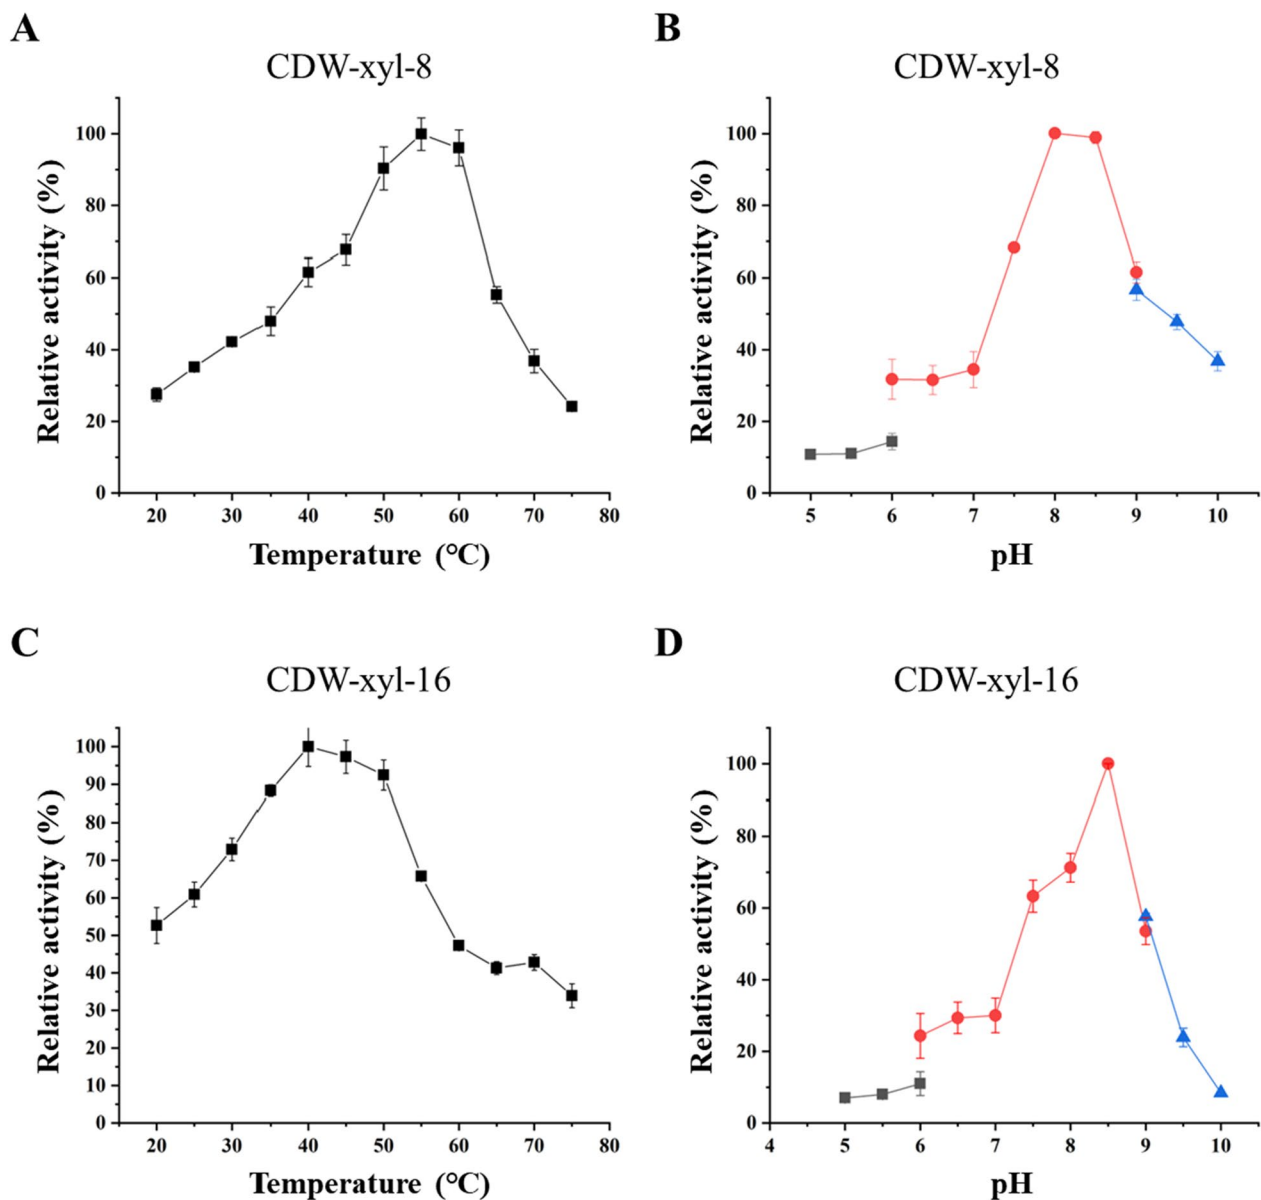 A
CDW-xyl-8
Relative activity (%)
100
80
60
40
20
0
20 30 40 50 60 70 80
Temperature (°C)
B
CDW-xyl-8
Relative activity (%)
100
80
60
40
20
0
5 6 7 8 9 10
pH
C
CDW-xyl-16
Relative activity (%)
100
90
80
70
60
50
40
30
20
10
0
20 30 40 50 60 70 80
Temperature (°C)
D
CDW-xyl-16
Relative activity (%)
100
80
60
40
20
0
4 5 6 7 8 9 10
pH